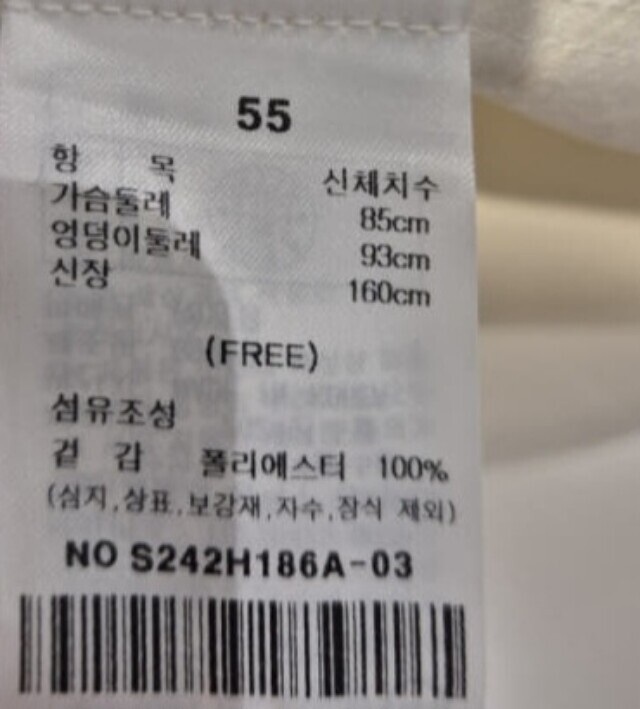 55
항 목 신체치수
가슴둘레 85cm
엉덩이둘레 93cm
신장 160cm
(FREE)
섬유조성
겉 감 폴리에스터 100%
(심지,상표,보강재,자수,장식 제외)
NO S242H186A-03